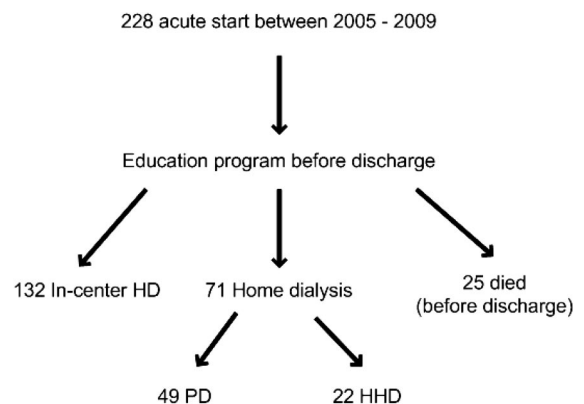 228 acute start between 2005 - 2009
Education program before discharge
132 In-center HD
71 Home dialysis
25 died
(before discharge)
49 PD
22 HHD